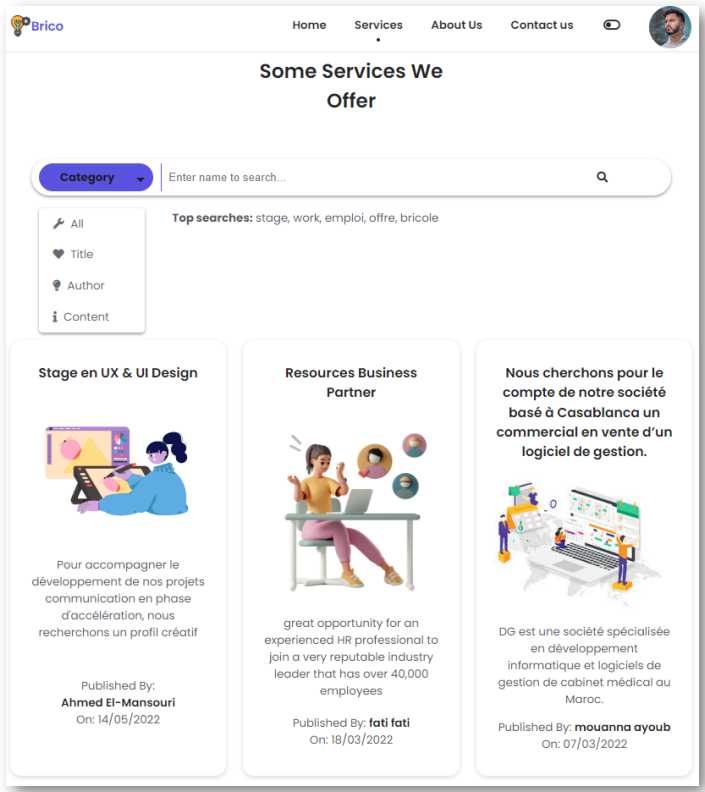 Brico
Home Services About Us Contact us
Some Services We
Offer
Category Enter name to search...
Top searches: stage, work, emploi, offre, bricole
All
Title
Author
Content
Stage en UX & UI Design
Pour accompagner le
développement de nos projets
communication en phase
d'accélération, nous
recherchons un profil créatif
Published By:
Ahmed El-Mansouri
On: 14/05/2022
Resources Business
Partner
great opportunity for an
experienced HR professional to
join a very reputable industry
leader that has over 40,000
employees
Published By: fati fati
On: 18/03/2022
Nous cherchons pour le
compte de notre société
basé à Casablanca un
commercial en vente d'un
logiciel de gestion.
DG est une société spécialisée
en développement
informatique et logiciels de
gestion de cabinet médical au
Maroc.
Published By: mouanna ayoub
On: 07/03/2022